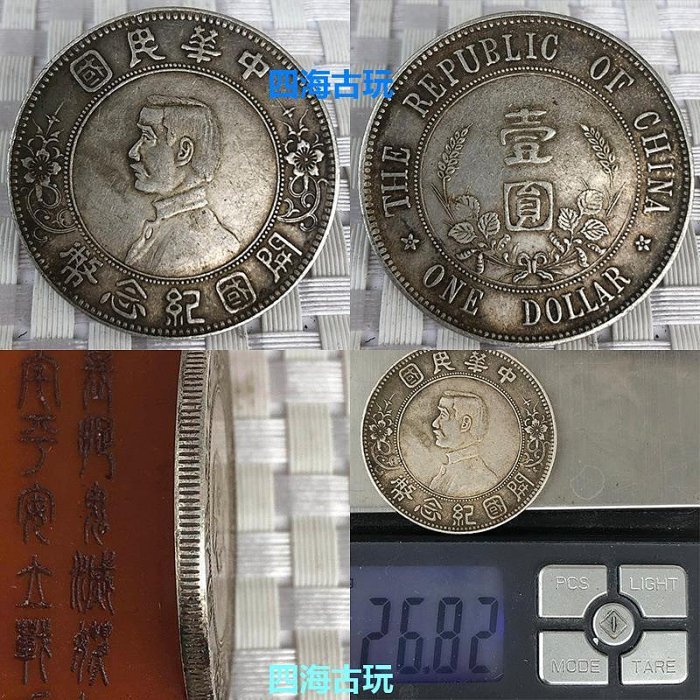 中華民國
開國紀念幣
THE REPUBLIC OF CHINA
壹圓
ONE DOLLAR
四海古玩
中華民國
開國紀念幣
26.82
PCS
LIGHT
MODE
TARE
四海古玩